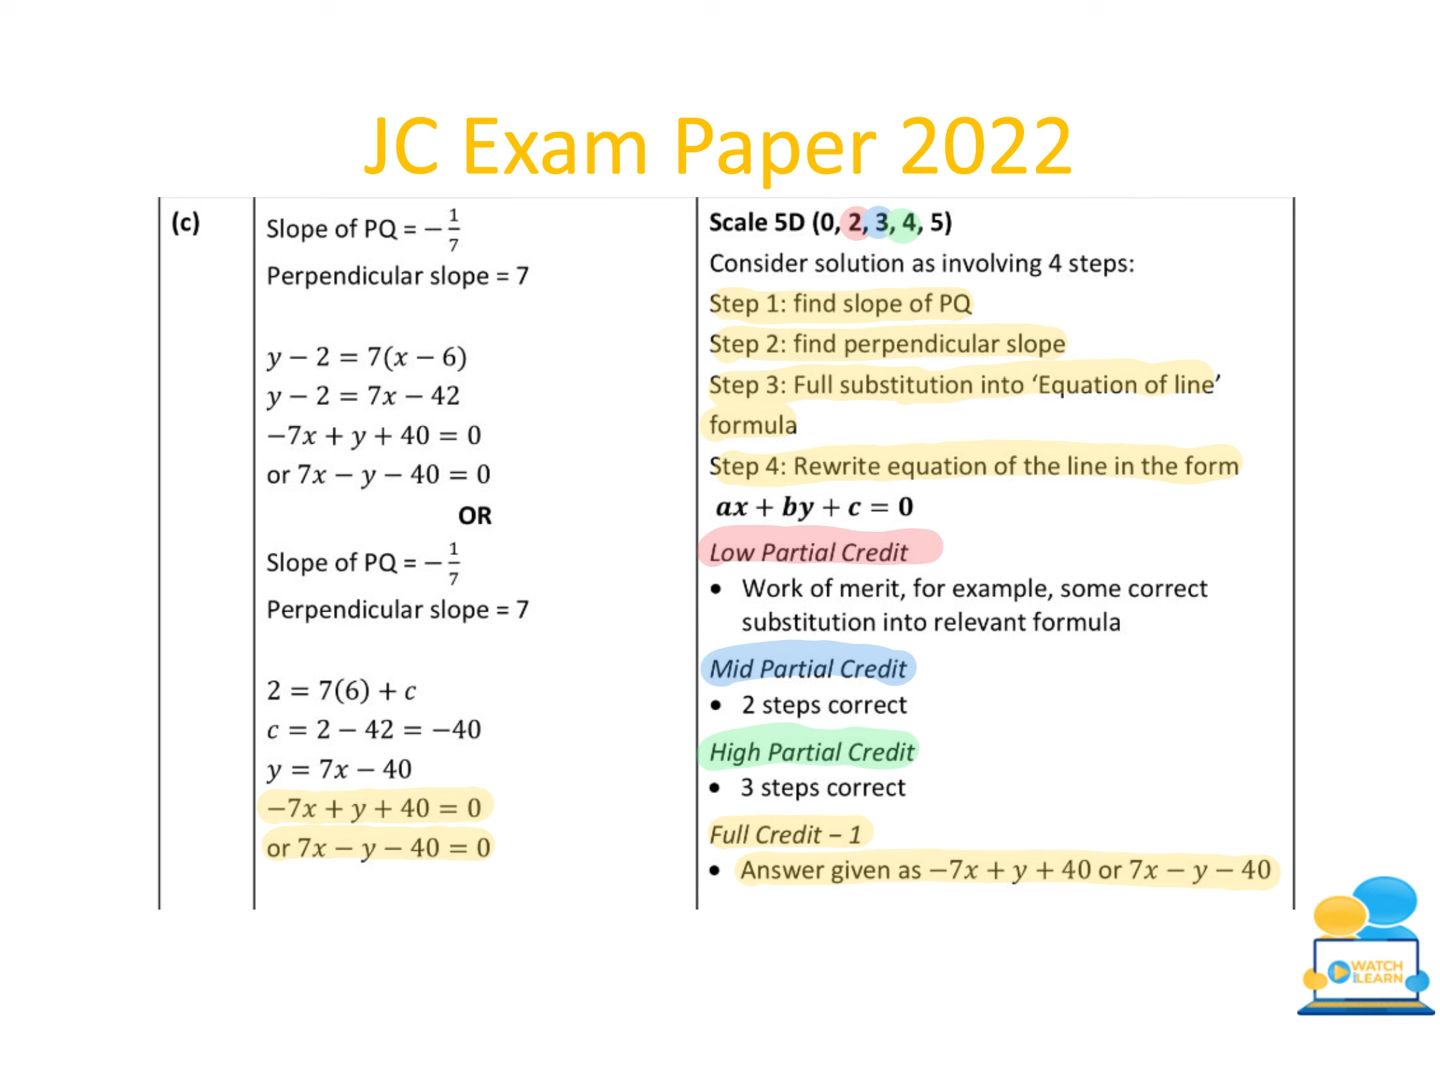 JC Exam Paper 2022
(c)
Slope of PQ = −1/7
Perpendicular slope = 7
y − 2 = 7(x − 6)
y − 2 = 7x − 42
−7x + y + 40 = 0
or 7x − y − 40 = 0
OR
Slope of PQ = −1/7
Perpendicular slope = 7
2 = 7(6) + c
c = 2 − 42 = −40
y = 7x − 40
−7x + y + 40 = 0
or 7x − y − 40 = 0
Scale 5D (0, 2, 3, 4, 5)
Consider solution as involving 4 steps:
Step 1: find slope of PQ
Step 2: find perpendicular slope
Step 3: Full substitution into ‘Equation of line’
formula
Step 4: Rewrite equation of the line in the form
ax + by + c = 0
Low Partial Credit
• Work of merit, for example, some correct
substitution into relevant formula
Mid Partial Credit
• 2 steps correct
High Partial Credit
• 3 steps correct
Full Credit – 1
• Answer given as −7x + y + 40 or 7x − y − 40
WATCH
LEARN